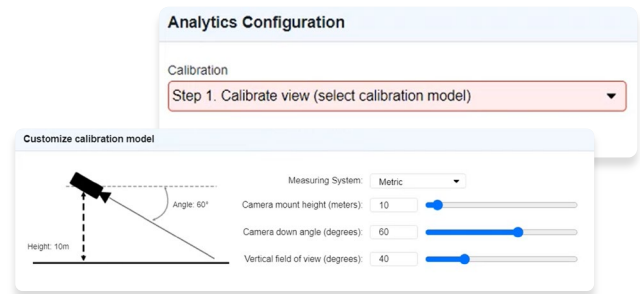 Analytics Configuration
Calibration
Step 1. Calibrate view (select calibration model)
Customize calibration model
Measuring System: Metric
Angle: 60°
Camera mount height (meters): 10
Camera down angle (degrees): 60
Height: 10m
Vertical field of view (degrees): 40